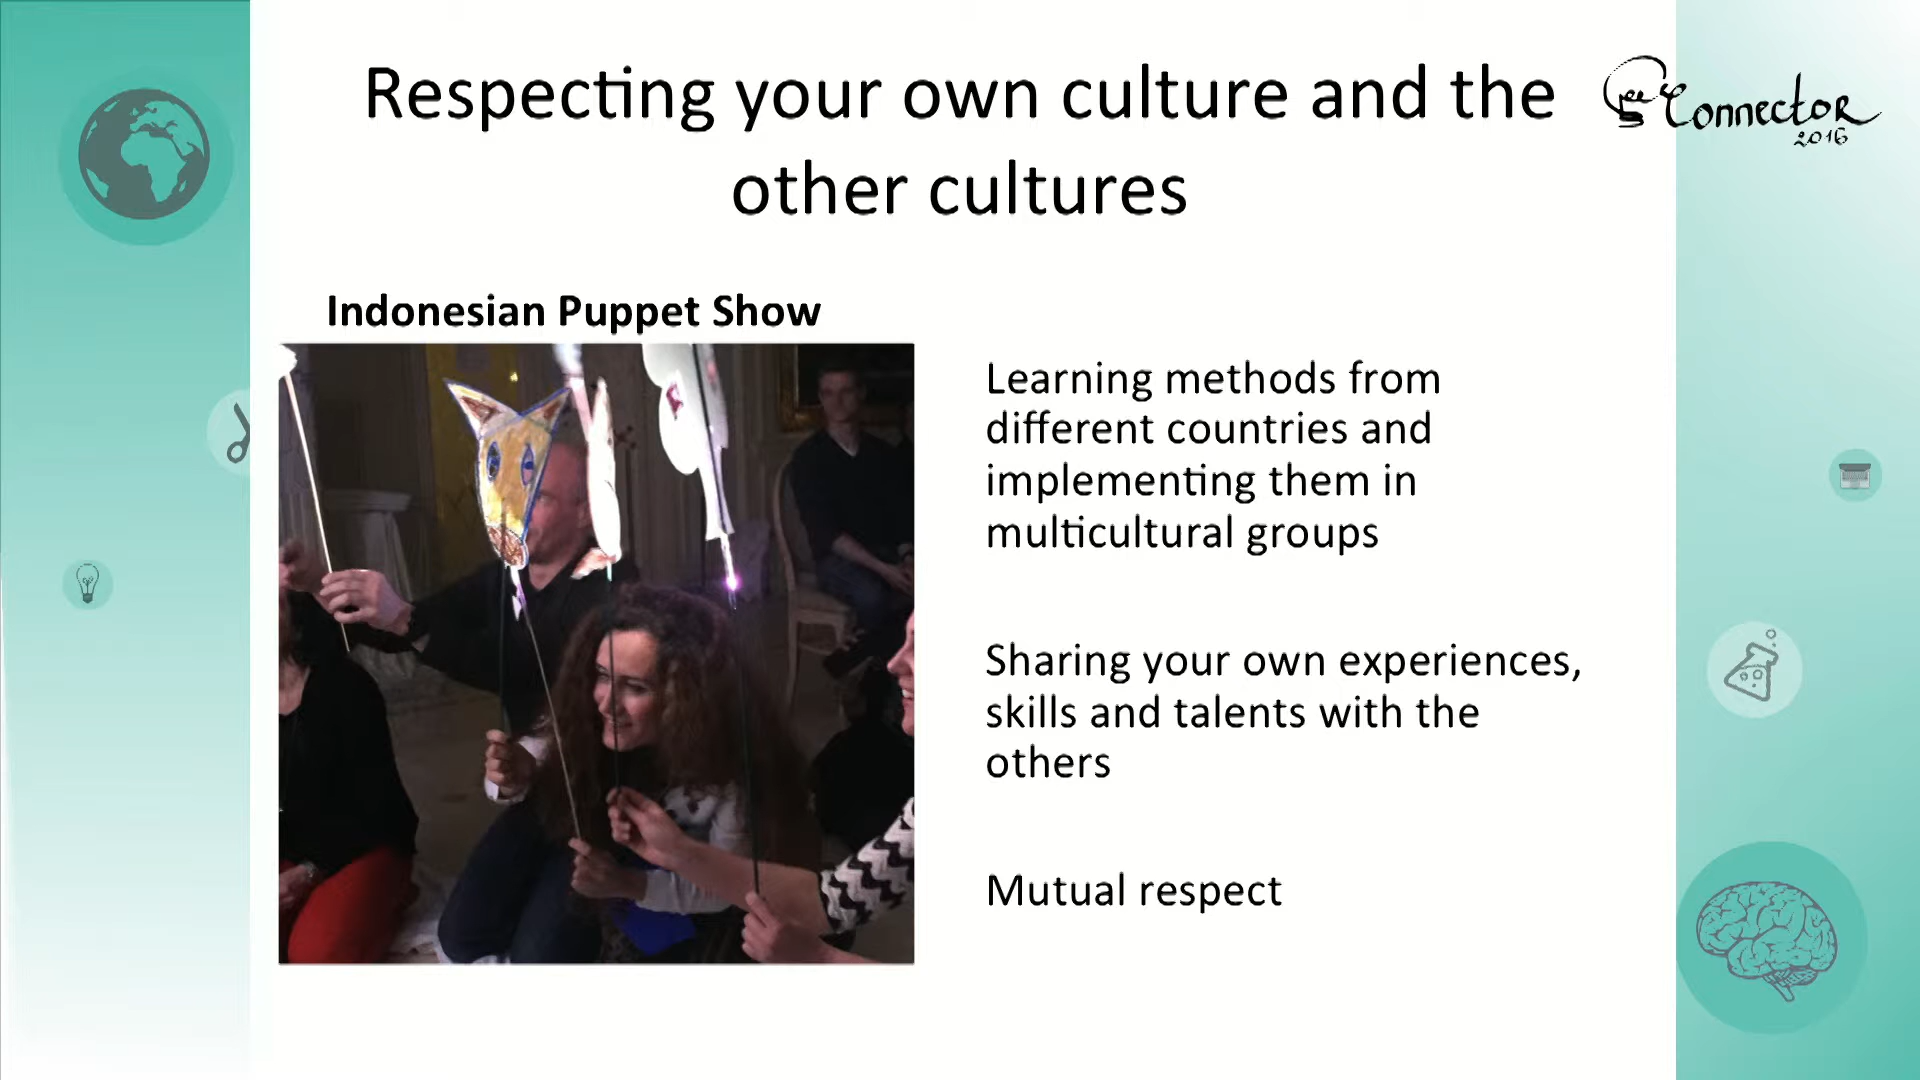 Respecting your own culture and the
other cultures
Connector
2016
Indonesian Puppet Show
Learning methods from
different countries and
implementing them in
multicultural groups
Sharing your own experiences,
skills and talents with the
others
Mutual respect